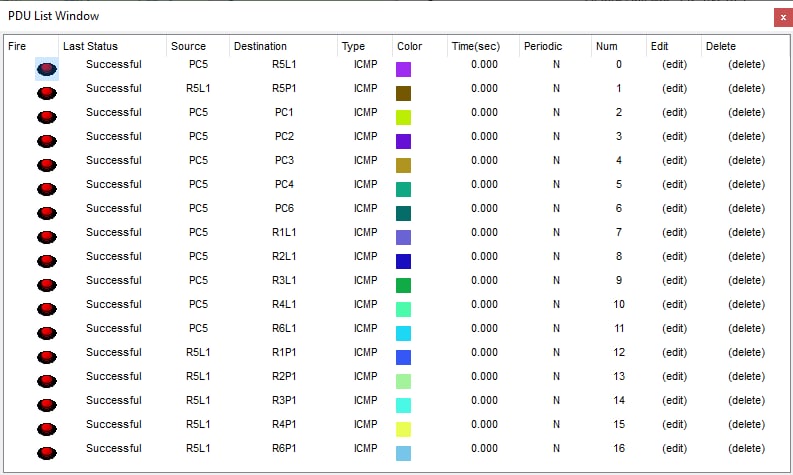 PDU List Window
Fire Last Status Source Destination Type Color Time(sec) Periodic Num Edit Delete
Successful PC5 R5L1 ICMP 0.000 N 0 (edit) (delete)
Successful R5L1 R5P1 ICMP 0.000 N 1 (edit) (delete)
Successful PC5 PC1 ICMP 0.000 N 2 (edit) (delete)
Successful PC5 PC2 ICMP 0.000 N 3 (edit) (delete)
Successful PC5 PC3 ICMP 0.000 N 4 (edit) (delete)
Successful PC5 PC4 ICMP 0.000 N 5 (edit) (delete)
Successful PC5 PC6 ICMP 0.000 N 6 (edit) (delete)
Successful PC5 R1L1 ICMP 0.000 N 7 (edit) (delete)
Successful PC5 R2L1 ICMP 0.000 N 8 (edit) (delete)
Successful PC5 R3L1 ICMP 0.000 N 9 (edit) (delete)
Successful PC5 R4L1 ICMP 0.000 N 10 (edit) (delete)
Successful PC5 R6L1 ICMP 0.000 N 11 (edit) (delete)
Successful R5L1 R1P1 ICMP 0.000 N 12 (edit) (delete)
Successful R5L1 R2P1 ICMP 0.000 N 13 (edit) (delete)
Successful R5L1 R3P1 ICMP 0.000 N 14 (edit) (delete)
Successful R5L1 R4P1 ICMP 0.000 N 15 (edit) (delete)
Successful R5L1 R6P1 ICMP 0.000 N 16 (edit) (delete)